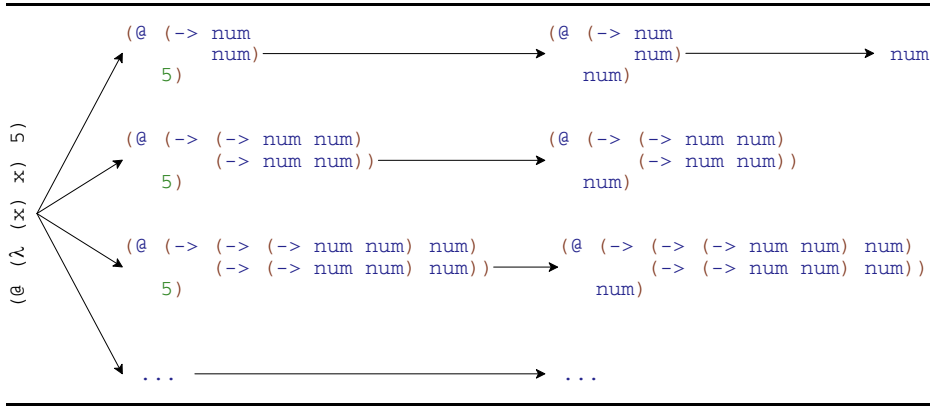 (@ (λ (x) x) 5)
(@ (-> num
num)
5)
(@ (-> num
num)
num)
num
(@ (-> (-> num num)
(-> num num))
5)
(@ (-> (-> num num)
(-> num num))
num)
(@ (-> (-> (-> num num) num)
(-> (-> num num) num))
5)
(@ (-> (-> (-> num num) num)
(-> (-> num num) num))
num)
...
...